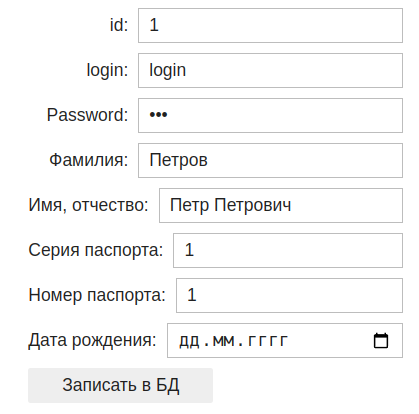 id: 1
login: login
Password: •••
Фамилия: Петров
Имя, отчество: Петр Петрович
Серия паспорта: 1
Номер паспорта: 1
Дата рождения: дд.мм.гггг
Записать в БД